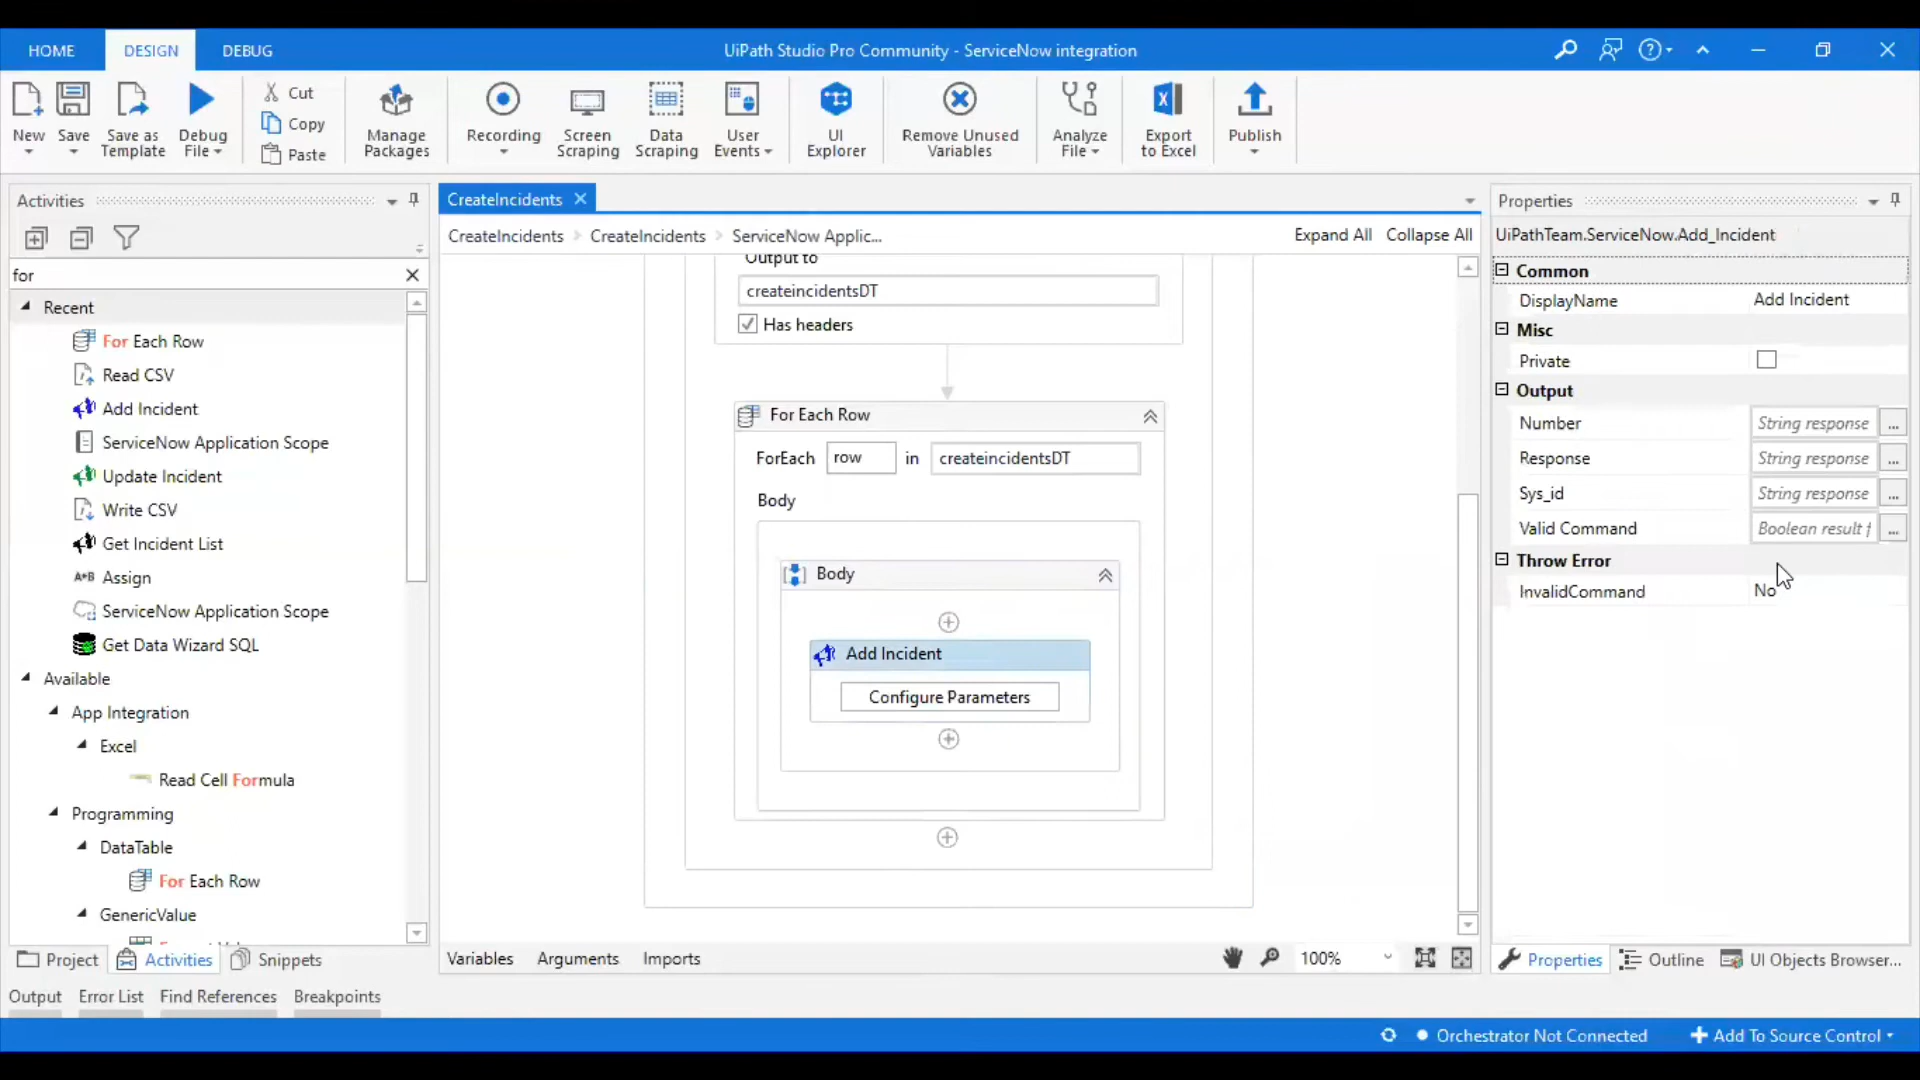 HOME DESIGN DEBUG UiPath Studio Pro Community - ServiceNow integration
New Save Save as Template Debug File Cut Copy Paste Manage Packages Recording Screen Scraping Data Scraping User Events UI Explorer Remove Unused Variables Analyze File Export to Excel Publish
Activities
for
Recent
For Each Row
Read CSV
Add Incident
ServiceNow Application Scope
Update Incident
Write CSV
Get Incident List
A*B Assign
ServiceNow Application Scope
Get Data Wizard SQL
Available
App Integration
Excel
Read Cell Formula
Programming
DataTable
For Each Row
GenericValue
Project Activities Snippets
CreateIncidents
CreateIncidents > CreateIncidents > ServiceNow Applic... Expand All Collapse All
Output to
createincidentsDT
Has headers
For Each Row
ForEach row in createincidentsDT
Body
Body
Add Incident
Configure Parameters
Variables Arguments Imports 100%
Properties
UiPathTeam.ServiceNow.Add_Incident
Common
DisplayName Add Incident
Misc
Private
Output
Number String response ...
Response String response ...
Sys_id String response ...
Valid Command Boolean result f ...
Throw Error
InvalidCommand No
Properties Outline UI Objects Browser...
Output Error List Find References Breakpoints
Orchestrator Not Connected Add To Source Control